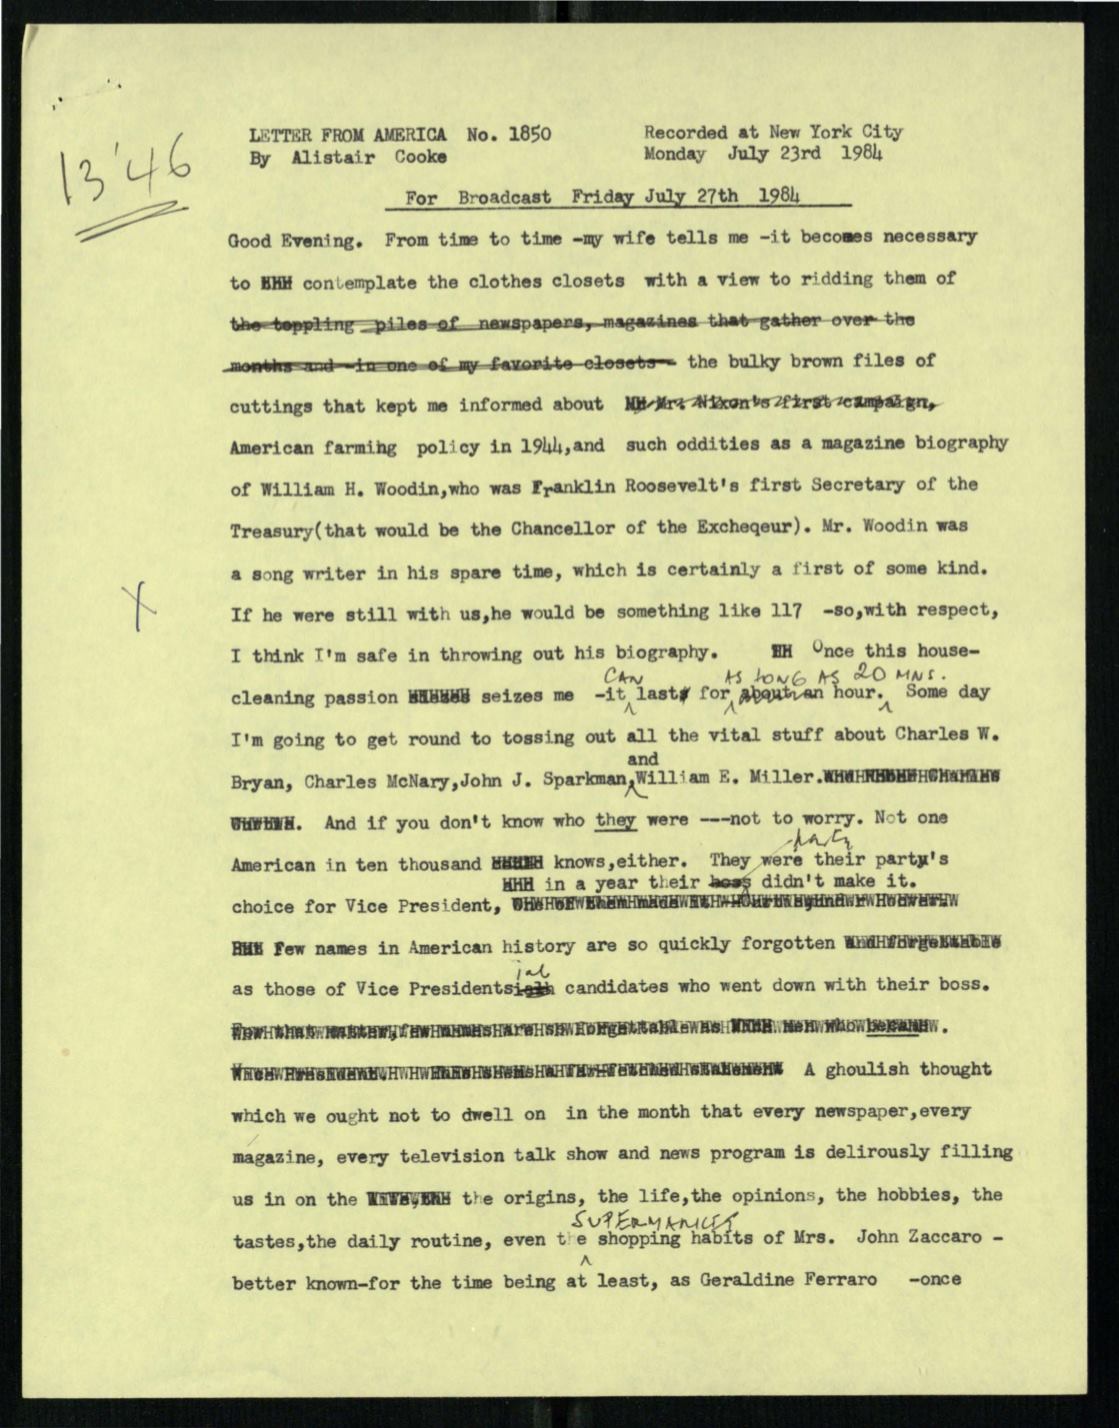 13'46
LETTER FROM AMERICA No. 1850
By Alistair Cooke
Recorded at New York City
Monday July 23rd 1984
For Broadcast Friday July 27th 1984
Good Evening. From time to time -my wife tells me -it becomes necessary
to contemplate the clothes closets with a view to ridding them of
the toppling piles of newspapers, magazines that gather over the
months and -in one of my favorite closets- the bulky brown files of
cuttings that kept me informed about Mr. Nixon's first campaign,
American farming policy in 1944,and such oddities as a magazine biography
of William H. Woodin,who was Franklin Roosevelt's first Secretary of the
Treasury(that would be the Chancellor of the Excheqeur). Mr. Woodin was
a song writer in his spare time, which is certainly a first of some kind.
X
If he were still with us,he would be something like 117 -so,with respect,
I think I'm safe in throwing out his biography. Once this house-
CAN AS LONG AS 20 MNS.
cleaning passion seizes me -it lasts for about an hour. Some day
I'm going to get round to tossing out all the vital stuff about Charles W.
and
Bryan, Charles McNary,John J. Sparkman,William E. Miller.
And if you don't know who they were ---not to worry. Not one
party
American in ten thousand knows,either. They were their party's
in a year their boss didn't make it.
choice for Vice President,
Few names in American history are so quickly forgotten
ial
as those of Vice Presidents candidates who went down with their boss.
A ghoulish thought
which we ought not to dwell on in the month that every newspaper,every
magazine, every television talk show and news program is delirously filling
us in on the the origins, the life,the opinions, the hobbies, the
SUPERMARKET
tastes,the daily routine, even the shopping habits of Mrs. John Zaccaro -
better known-for the time being at least, as Geraldine Ferraro -once